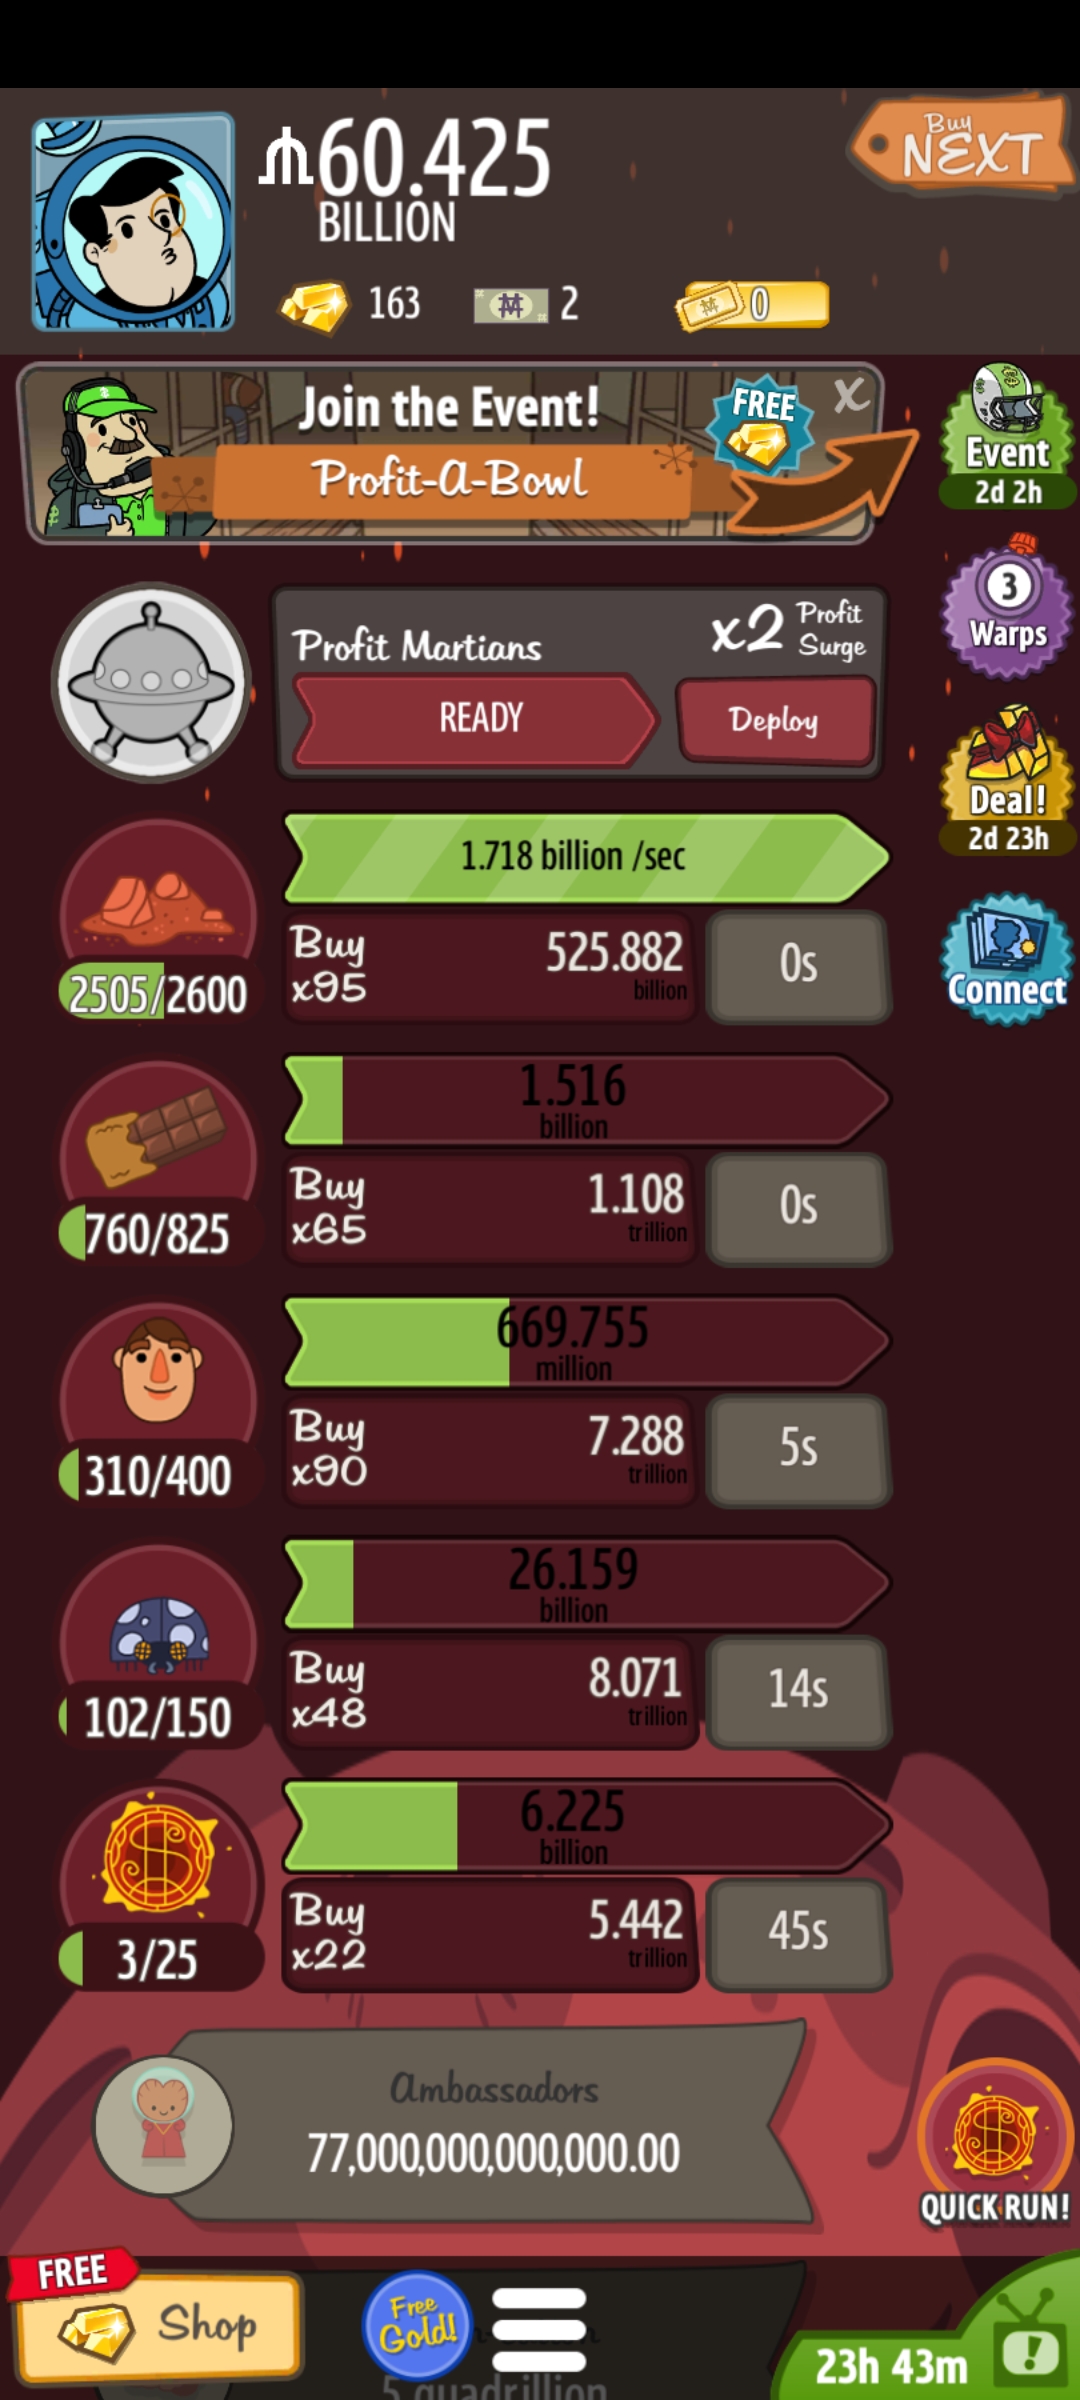 60.425
BILLION
Buy
NEXT
163
2
0
Join the Event!
Profit-A-Bowl
FREE
X
Event
2d 2h
3
Warps
Profit Martians
x2 Profit
Surge
READY
Deploy
Deal!
2d 23h
1.718 billion /sec
Buy
x95
525.882
billion
0s
2505/2600
Connect
1.516
billion
Buy
x65
1.108
trillion
0s
760/825
669.755
million
Buy
x90
7.288
trillion
5s
310/400
26.159
billion
Buy
x48
8.071
trillion
14s
102/150
6.225
billion
Buy
x22
5.442
trillion
45s
3/25
Ambassadors
77,000,000,000,000.00
QUICK RUN!
FREE
Shop
Free
Gold!
5 quadrillion
23h 43m